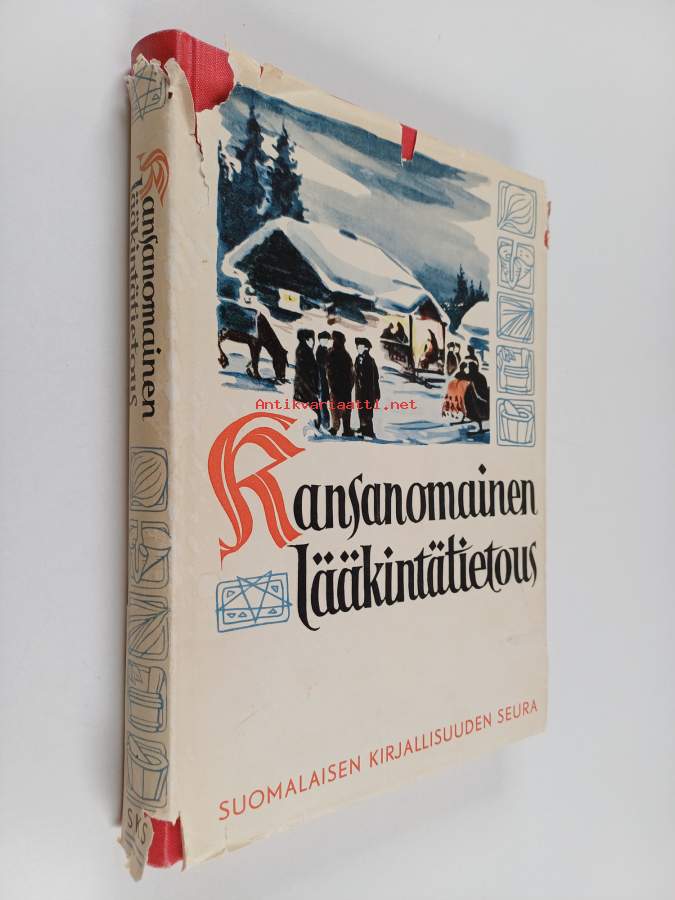 Kansanomainen
lääkintätietous
SKS
Antikvariaatti.net
Kansanomainen
lääkintätietous
SUOMALAISEN KIRJALLISUUDEN SEURA